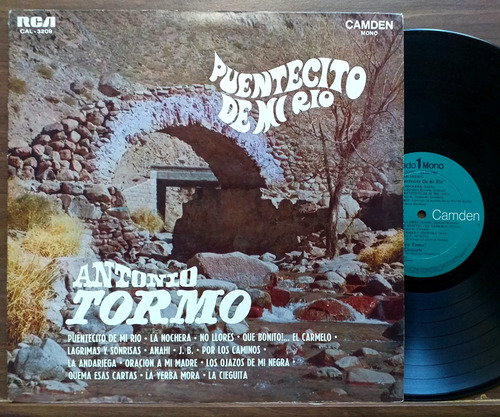 RCA
CAL-3209
CAMDEN
MONO
PUENTECITO
DE MI RIO
ANTONIO
TORMO
PUENTECITO DE MI RIO • LA NOCHERA • NO LLORES • QUE BONITO!... EL CARMELO •
LAGRIMAS Y SONRISAS • ANAHI • J. B. • POR LOS CAMINOS •
LA ANDARIEGA • ORACION A MI MADRE • LOS OJAZOS DE MI NEGRA •
QUEMA ESAS CARTAS • LA YERBA MORA • LA CIEGUITA
1 Mono
Camden